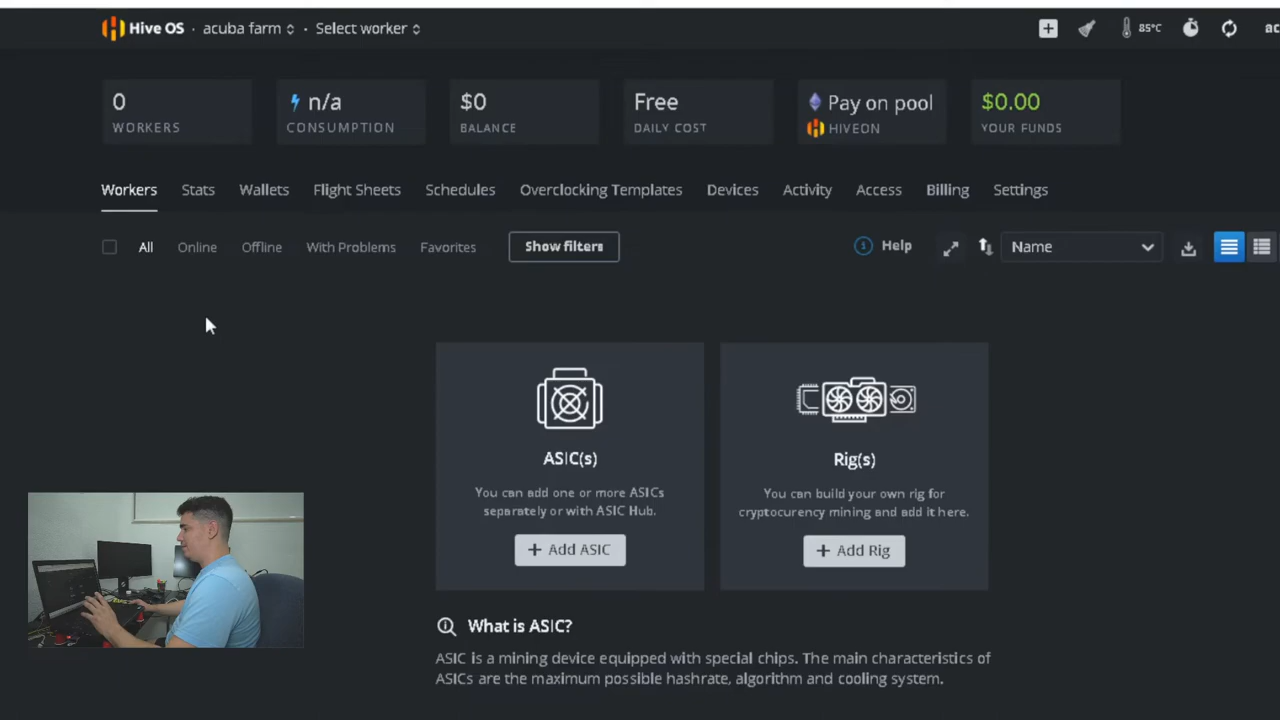 Hive OS · acuba farm · Select worker
85°C
ac
0
WORKERS
n/a
CONSUMPTION
$0
BALANCE
Free
DAILY COST
Pay on pool
HIVEON
$0.00
YOUR FUNDS
Workers Stats Wallets Flight Sheets Schedules Overclocking Templates Devices Activity Access Billing Settings
All Online Offline With Problems Favorites Show filters Help Name
ASIC(s)
You can add one or more ASICs
separately or with ASIC Hub.
+ Add ASIC
Rig(s)
You can build your own rig for
cryptocurency mining and add it here.
+ Add Rig
What is ASIC?
ASIC is a mining device equipped with special chips. The main characteristics of
ASICs are the maximum possible hashrate, algorithm and cooling system.